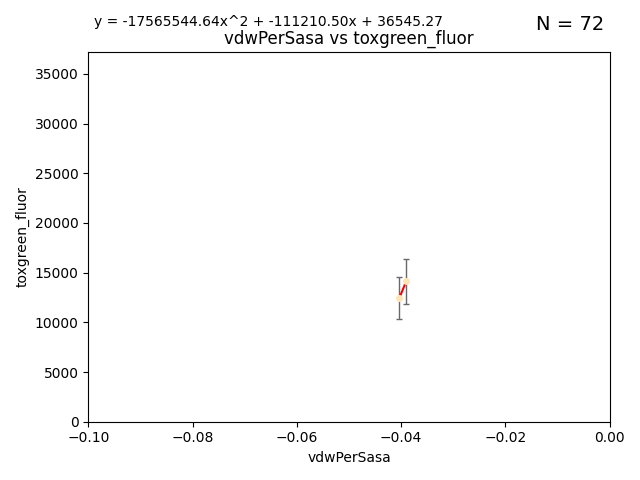 y = -17565544.64x^2 + -111210.50x + 36545.27
N = 72
vdwPerSasa vs toxgreen_fluor
35000
30000
25000
20000
15000
10000
5000
0
toxgreen_fluor
−0.10 −0.08 −0.06 −0.04 −0.02 0.00
vdwPerSasa